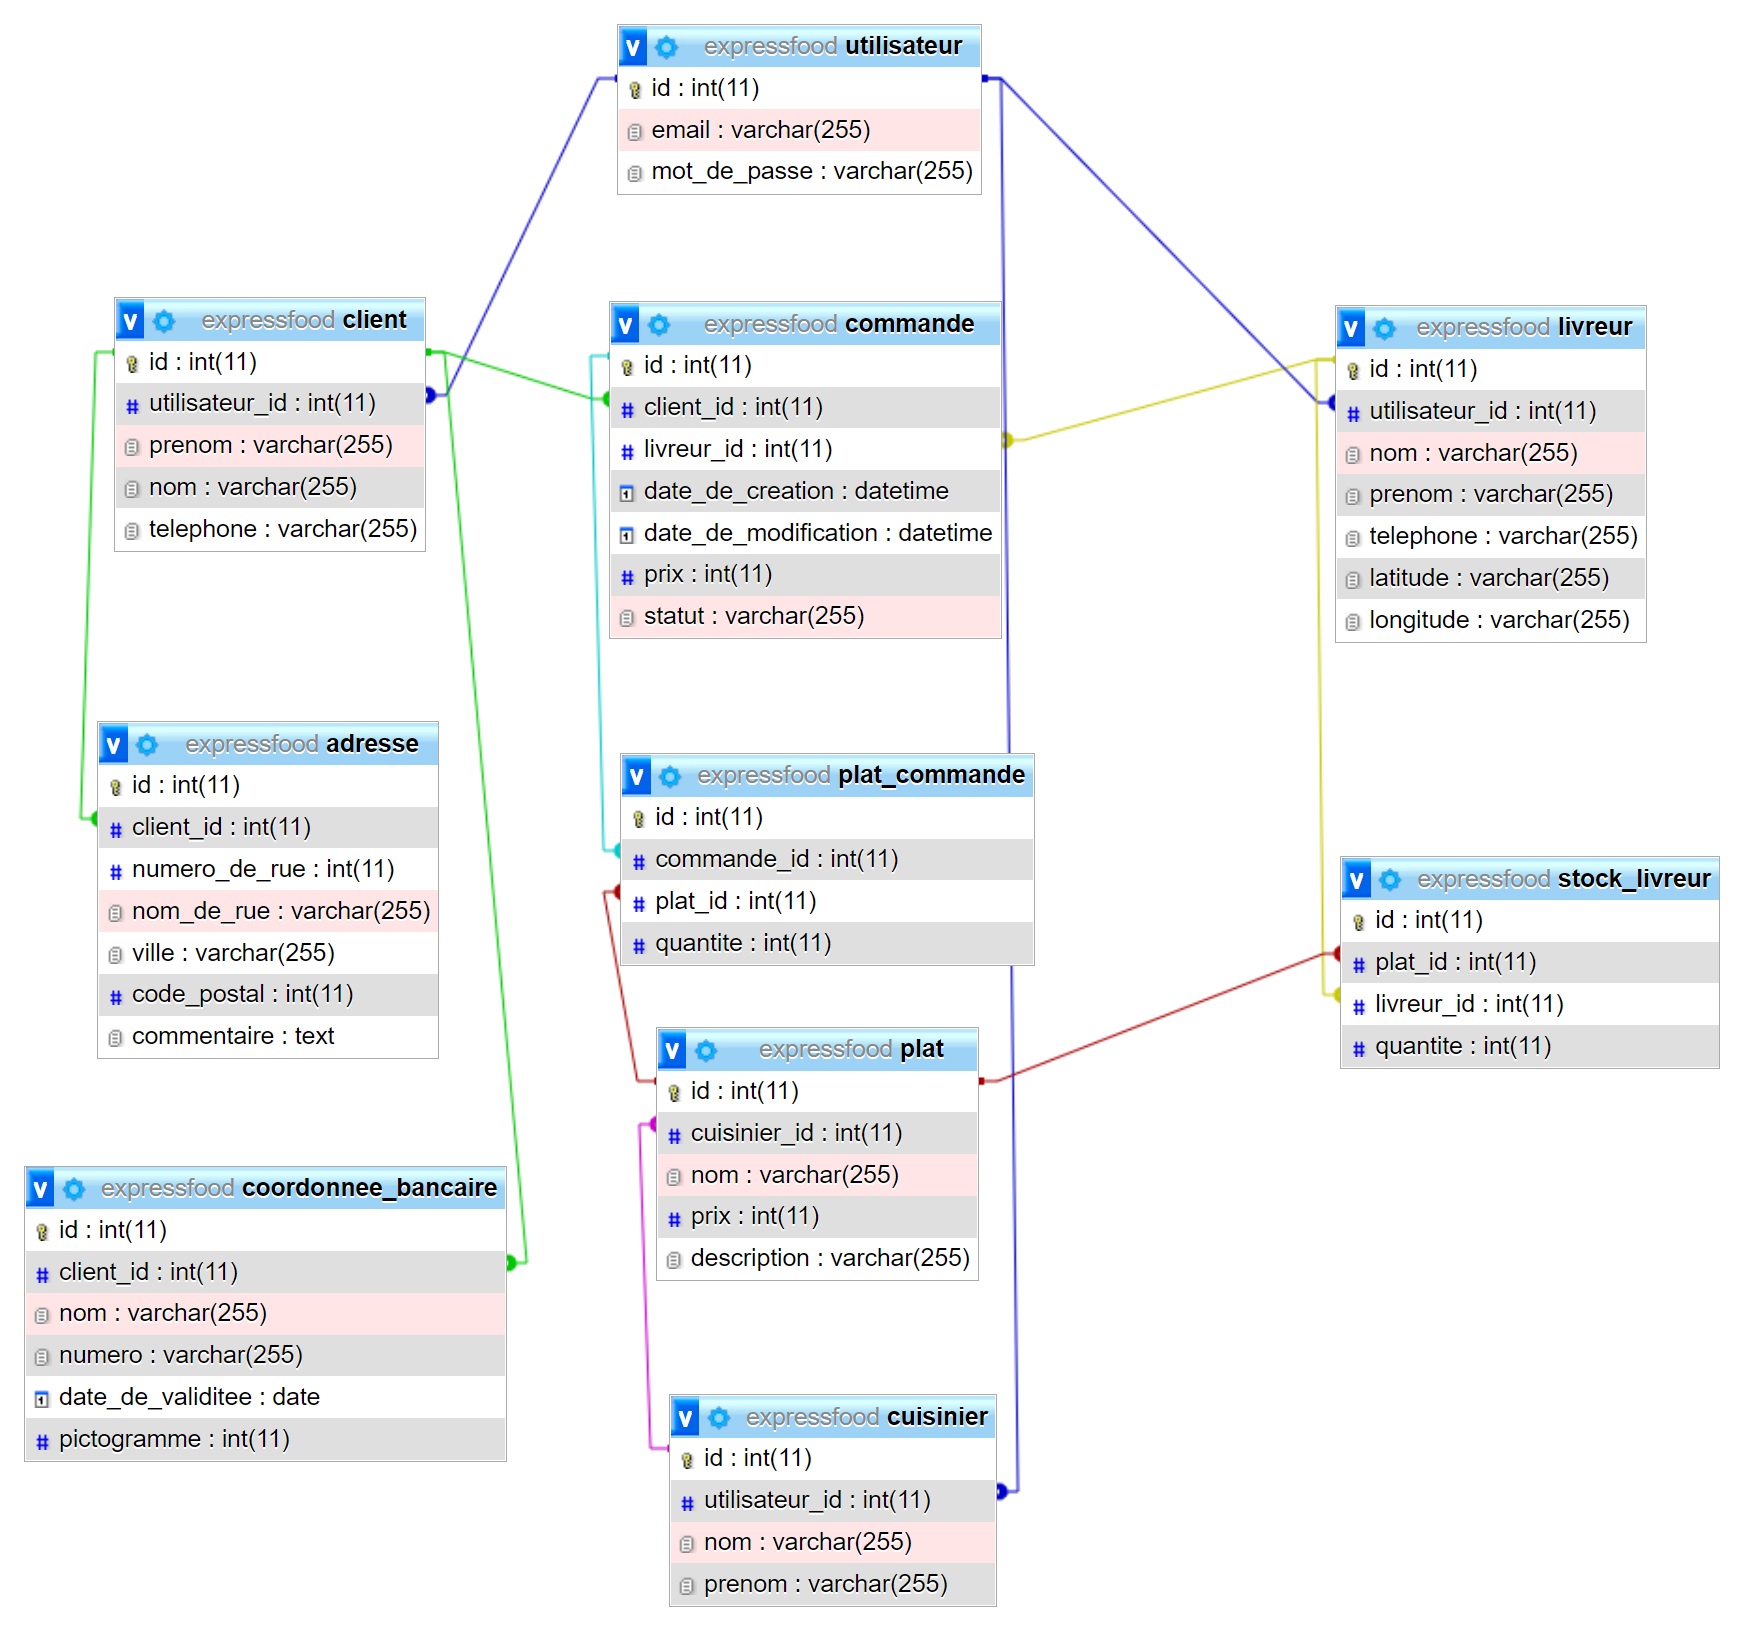 v expressfood utilisateur
id : int(11)
email : varchar(255)
mot_de_passe : varchar(255)
v expressfood client
id : int(11)
# utilisateur_id : int(11)
prenom : varchar(255)
nom : varchar(255)
telephone : varchar(255)
v expressfood commande
id : int(11)
# client_id : int(11)
# livreur_id : int(11)
date_de_creation : datetime
date_de_modification : datetime
# prix : int(11)
statut : varchar(255)
v expressfood livreur
id : int(11)
# utilisateur_id : int(11)
nom : varchar(255)
prenom : varchar(255)
telephone : varchar(255)
latitude : varchar(255)
longitude : varchar(255)
v expressfood adresse
id : int(11)
# client_id : int(11)
# numero_de_rue : int(11)
nom_de_rue : varchar(255)
ville : varchar(255)
# code_postal : int(11)
commentaire : text
v expressfood plat_commande
id : int(11)
# commande_id : int(11)
# plat_id : int(11)
# quantite : int(11)
v expressfood stock_livreur
id : int(11)
# plat_id : int(11)
# livreur_id : int(11)
# quantite : int(11)
v expressfood plat
id : int(11)
# cuisinier_id : int(11)
nom : varchar(255)
# prix : int(11)
description : varchar(255)
v expressfood coordonnee_bancaire
id : int(11)
# client_id : int(11)
nom : varchar(255)
numero : varchar(255)
date_de_validitee : date
# pictogramme : int(11)
v expressfood cuisinier
id : int(11)
# utilisateur_id : int(11)
nom : varchar(255)
prenom : varchar(255)